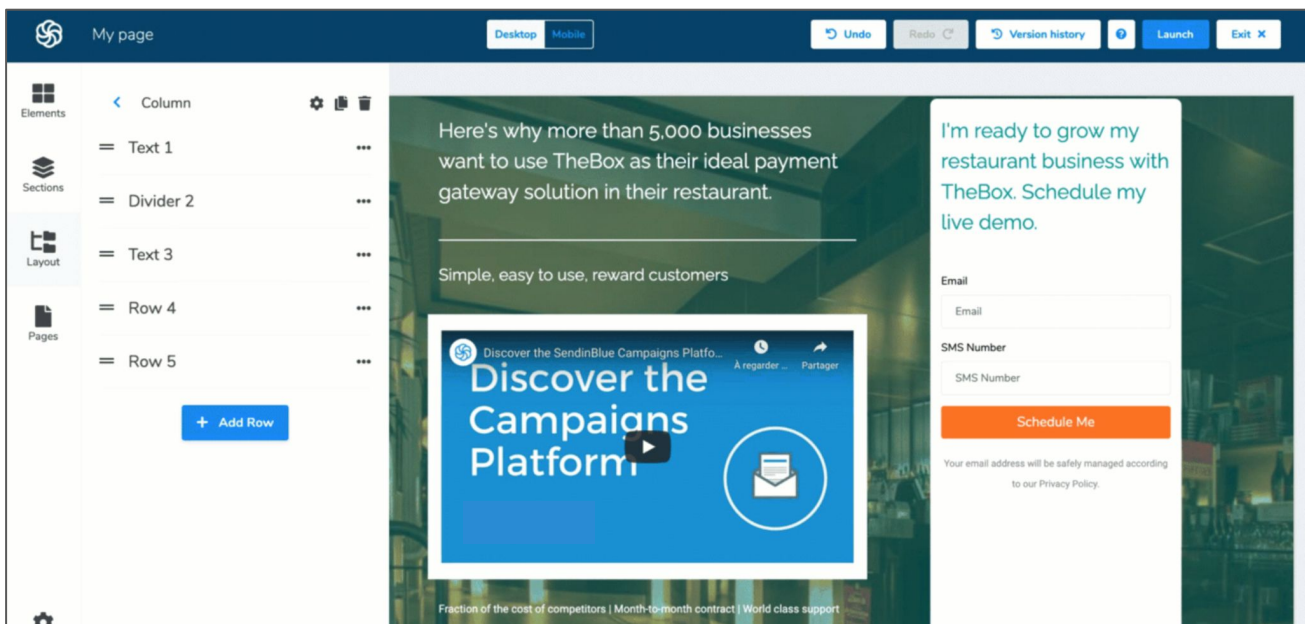 My page
Desktop
Mobile
Undo
Redo
Version history
?
Launch
Exit X
Elements
Sections
Layout
Pages
Column
Text 1
Divider 2
Text 3
Row 4
Row 5
+ Add Row
Here's why more than 5,000 businesses
want to use TheBox as their ideal payment
gateway solution in their restaurant.
Simple, easy to use, reward customers
Discover the SendinBlue Campaigns Platfo...
À regarder ...
Partager
Discover the
Campaigns
Platform
Fraction of the cost of competitors | Month-to-month contract | World class support
I'm ready to grow my
restaurant business with
TheBox. Schedule my
live demo.
Email
Email
SMS Number
SMS Number
Schedule Me
Your email address will be safely managed according
to our Privacy Policy.